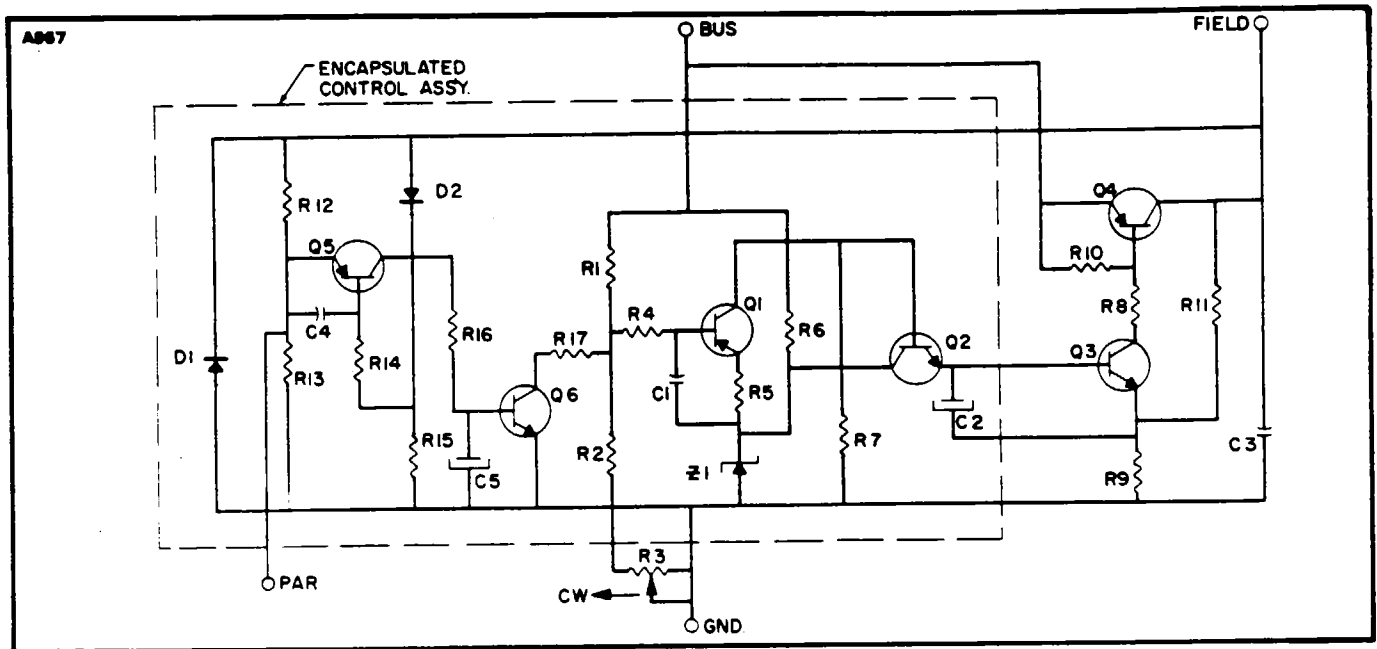 A867
BUS
FIELD
ENCAPSULATED
CONTROL ASSY.
R12
D2
Q5
Q4
R1
R10
R4
Q1
R8
R11
C4
R16
R17
R6
Q2
Q3
D1
R13
R14
Q6
C1
R5
C2
R15
R2
R7
C3
C5
Z1
R9
R3
PAR
CW
GND.